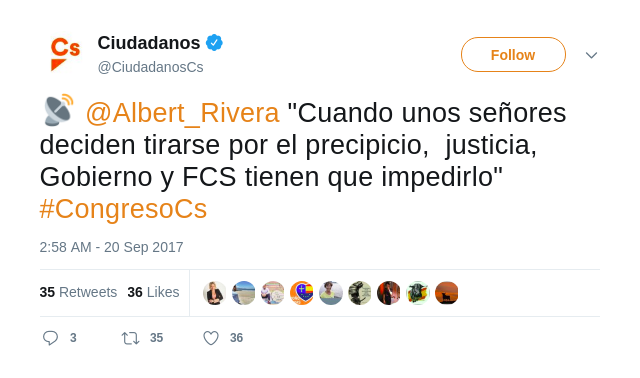 Cs
Ciudadanos
@CiudadanosCs
Follow
@Albert_Rivera "Cuando unos señores
deciden tirarse por el precipicio,  justicia,
Gobierno y FCS tienen que impedirlo"
#CongresoCs
2:58 AM - 20 Sep 2017
35 Retweets 36 Likes
3 35 36